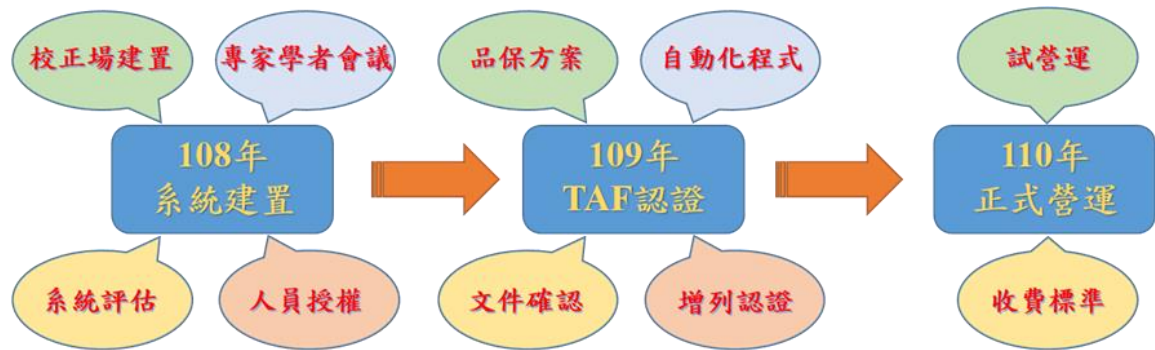 校正場建置
專家學者會議
品保方案
自動化程式
試營運
108年
系統建置
109年
TAF認證
110年
正式營運
系統評估
人員授權
文件確認
增列認證
收費標準